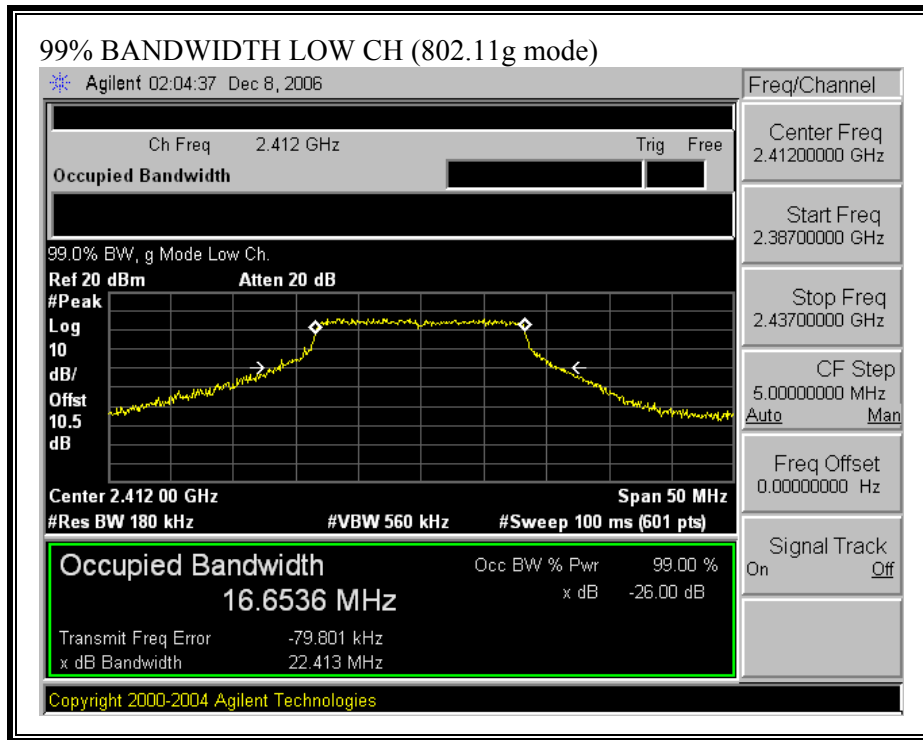 99% BANDWIDTH LOW CH (802.11g mode)
Agilent 02:04:37 Dec 8, 2006
Freq/Channel
Ch Freq 2.412 GHz Trig Free
Occupied Bandwidth
Center Freq
2.41200000 GHz
Start Freq
2.38700000 GHz
Stop Freq
2.43700000 GHz
CF Step
5.00000000 MHz
Auto Man
Freq Offset
0.00000000 Hz
Signal Track
On Off
99.0% BW, g Mode Low Ch.
Ref 20 dBm Atten 20 dB
#Peak
Log
10
dB/
Offst
10.5
dB
Center 2.412 00 GHz Span 50 MHz
#Res BW 180 kHz #VBW 560 kHz #Sweep 100 ms (601 pts)
Occupied Bandwidth
16.6536 MHz
Occ BW % Pwr 99.00 %
x dB -26.00 dB
Transmit Freq Error -79.801 kHz
x dB Bandwidth 22.413 MHz
Copyright 2000-2004 Agilent Technologies